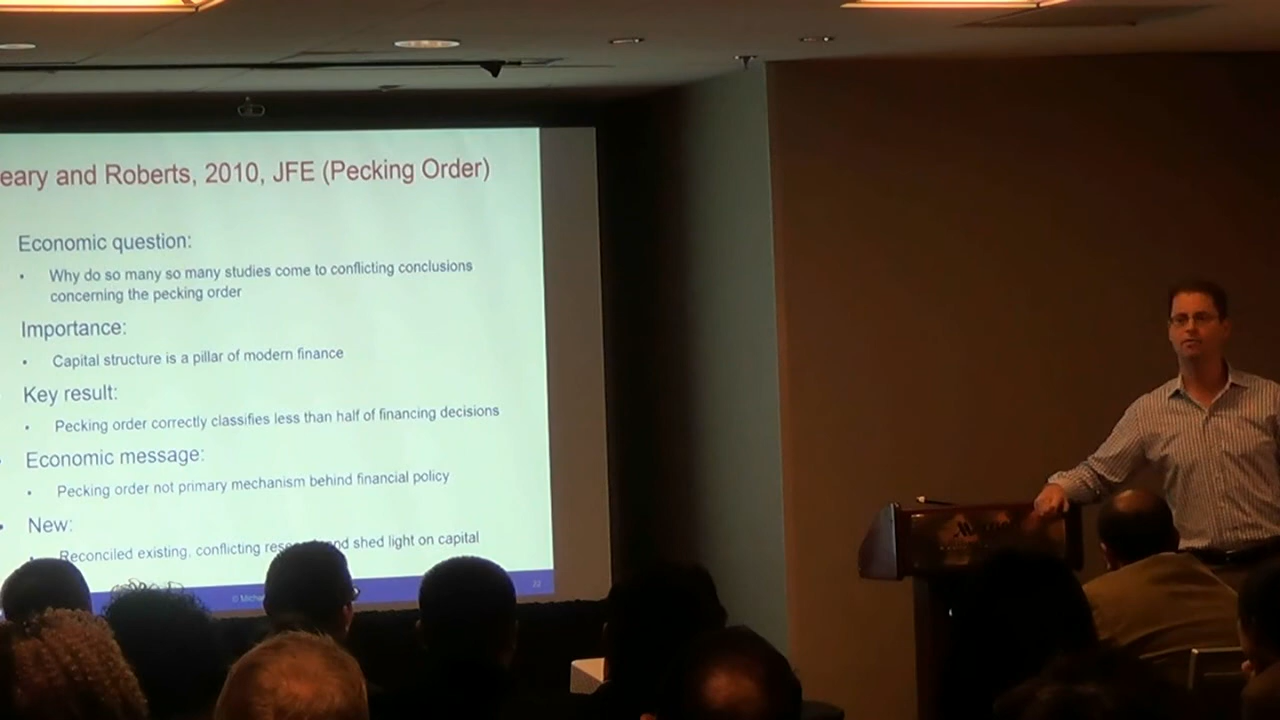 eary and Roberts, 2010, JFE (Pecking Order)
Economic question:
• Why do so many so many studies come to conflicting conclusions
concerning the pecking order
Importance:
• Capital structure is a pillar of modern finance
Key result:
• Pecking order correctly classifies less than half of financing decisions
• Economic message:
• Pecking order not primary mechanism behind financial policy
• New:
• Reconciled existing, conflicting nd shed light on capital
© Micha
22